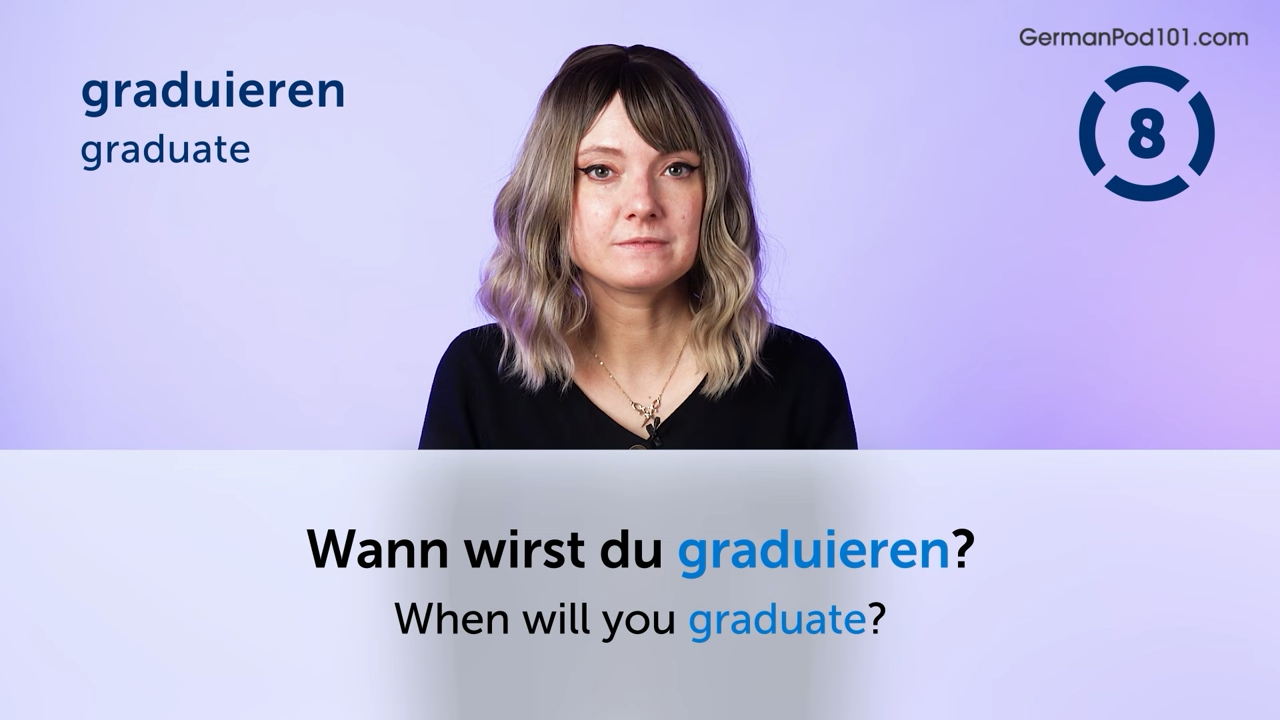 GermanPod101.com
graduieren
graduate
8
Wann wirst du graduieren?
When will you graduate?